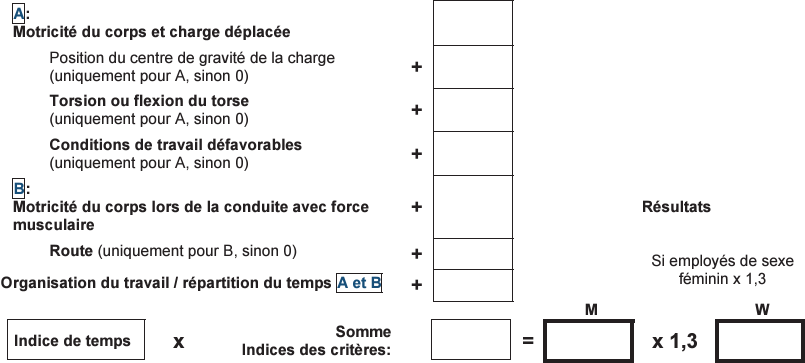 A:
Motricité du corps et charge déplacée
Position du centre de gravité de la charge
(uniquement pour A, sinon 0)
+
Torsion ou flexion du torse
(uniquement pour A, sinon 0)
+
Conditions de travail défavorables
(uniquement pour A, sinon 0)
+
B:
Motricité du corps lors de la conduite avec force
musculaire
+
Résultats
Route (uniquement pour B, sinon 0)
+
Si employés de sexe
féminin x 1,3
Organisation du travail / répartition du temps A et B
+
M
W
Indice de temps
x
Somme
Indices des critères:
=
x 1,3